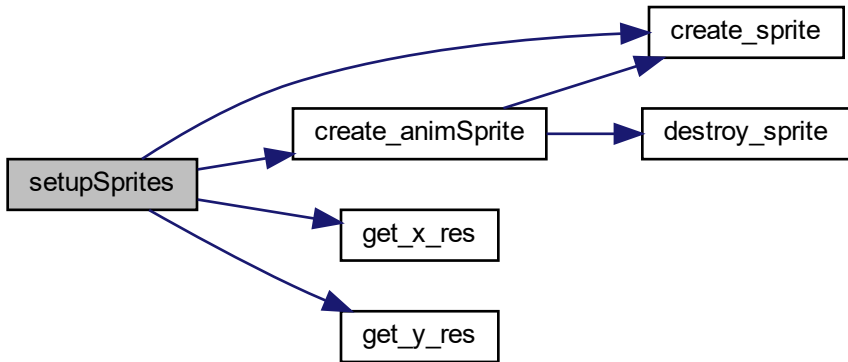 setupSprites
create_animSprite
create_sprite
destroy_sprite
get_x_res
get_y_res